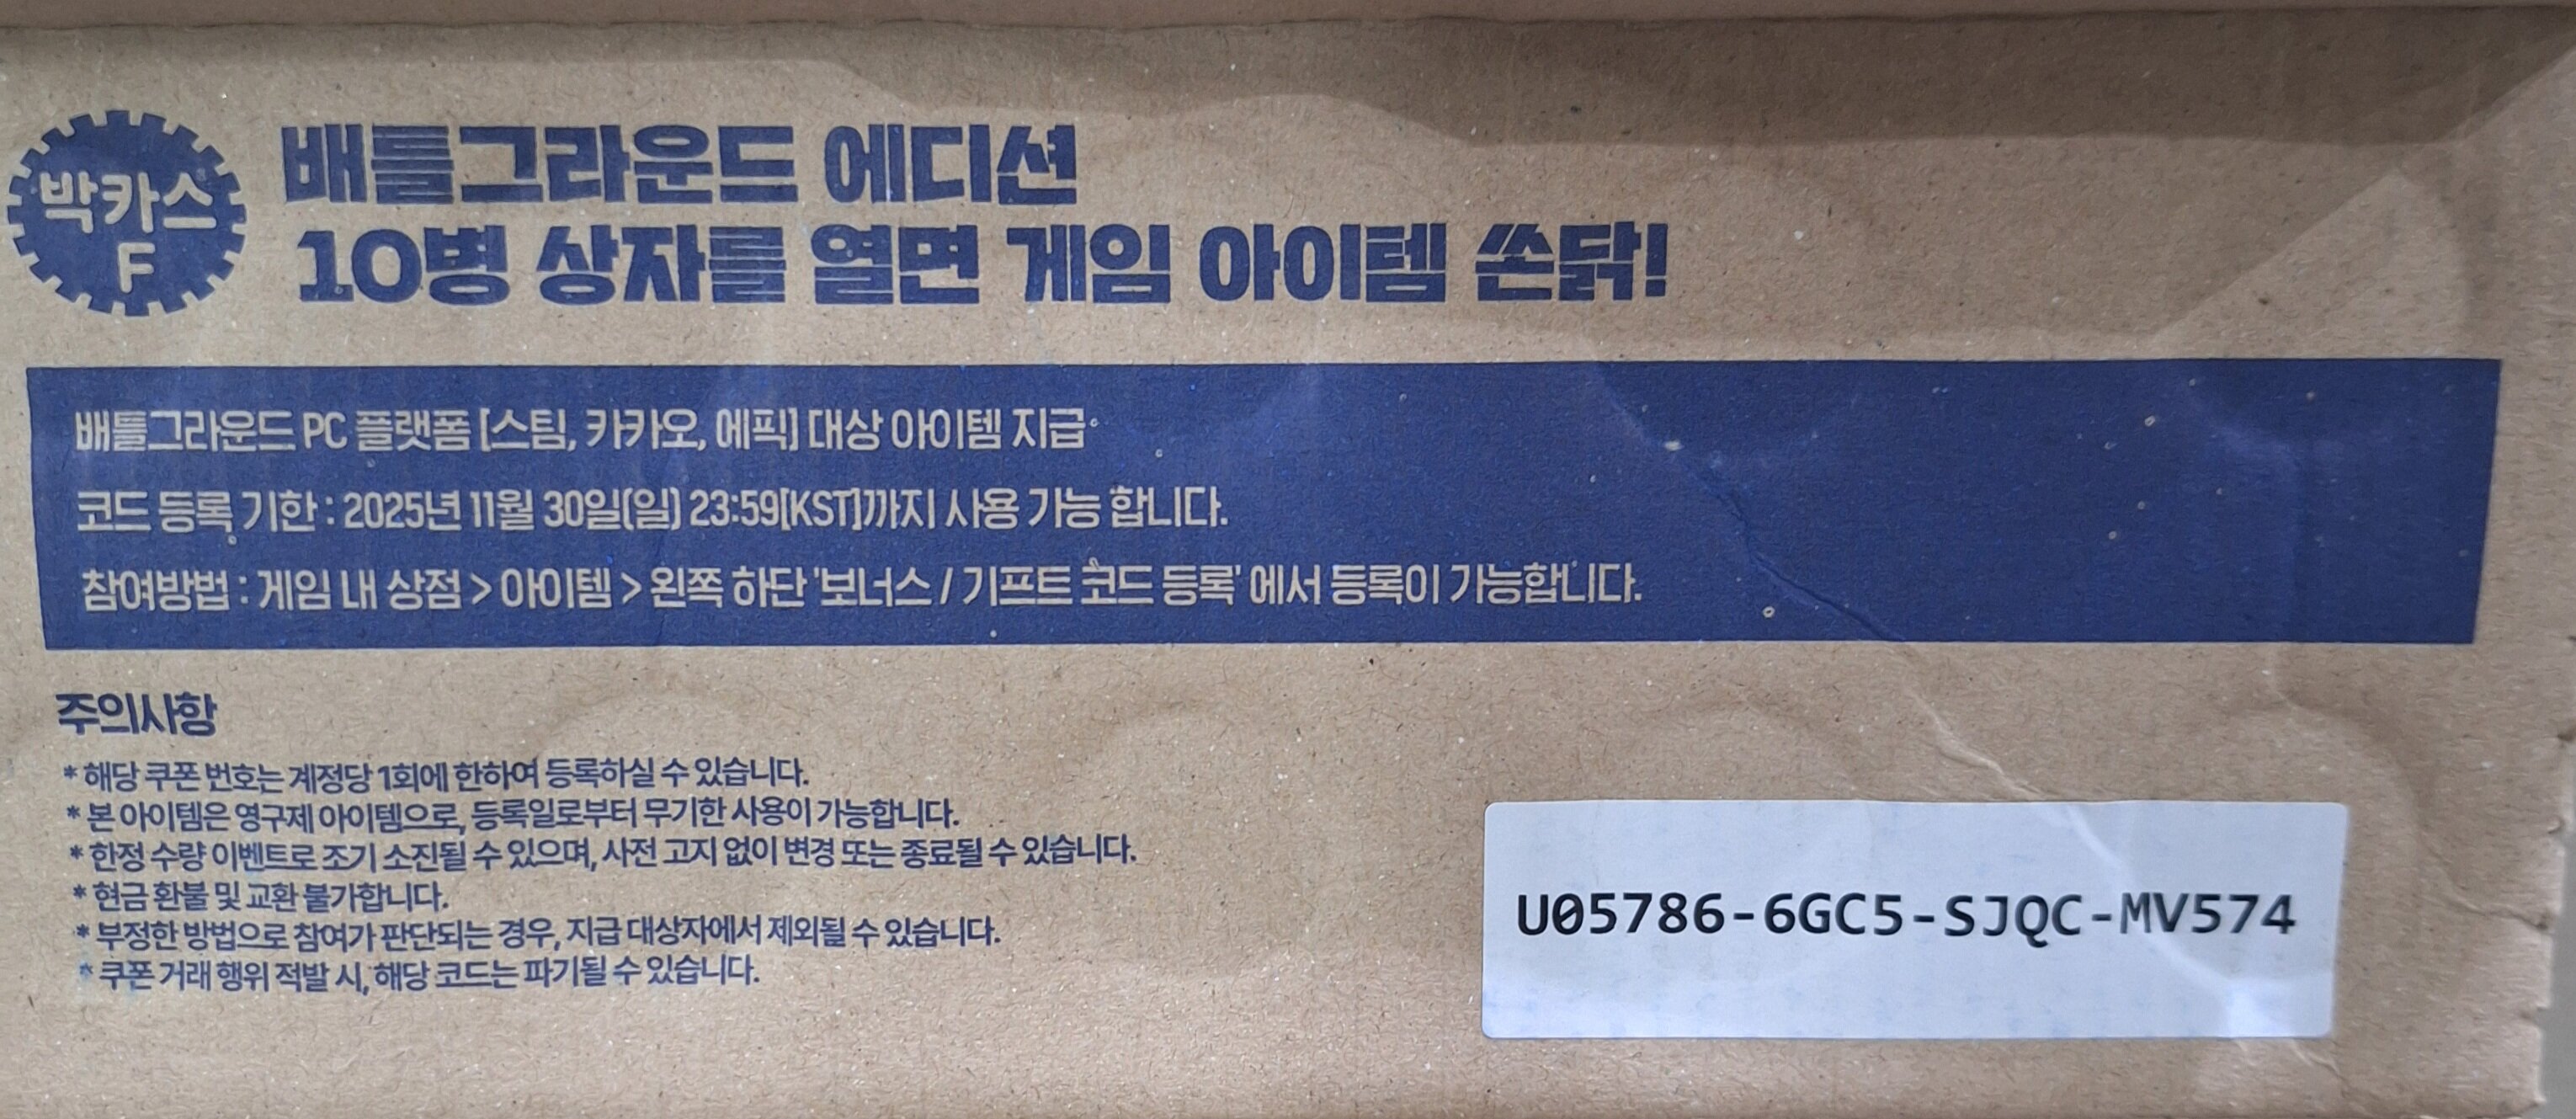 박카스
F
배틀그라운드 에디션
10병 상자를 열면 게임 아이템 쏜닭!
배틀그라운드 PC 플랫폼 [스팀, 카카오, 에픽] 대상 아이템 지급
코드 등록 기한 : 2025년 11월 30일(일) 23:59[KST]까지 사용 가능 합니다.
참여방법 : 게임 내 상점 > 아이템 > 왼쪽 하단 '보너스 / 기프트 코드 등록' 에서 등록이 가능합니다.
주의사항
* 해당 쿠폰 번호는 계정당 1회에 한하여 등록하실 수 있습니다.
* 본 아이템은 영구제 아이템으로, 등록일로부터 무기한 사용이 가능합니다.
* 한정 수량 이벤트로 조기 소진될 수 있으며, 사전 고지 없이 변경 또는 종료될 수 있습니다.
* 현금 환불 및 교환 불가합니다.
* 부정한 방법으로 참여가 판단되는 경우, 지급 대상자에서 제외될 수 있습니다.
* 쿠폰 거래 행위 적발 시, 해당 코드는 파기될 수 있습니다.
U05786-6GC5-SJQC-MV574